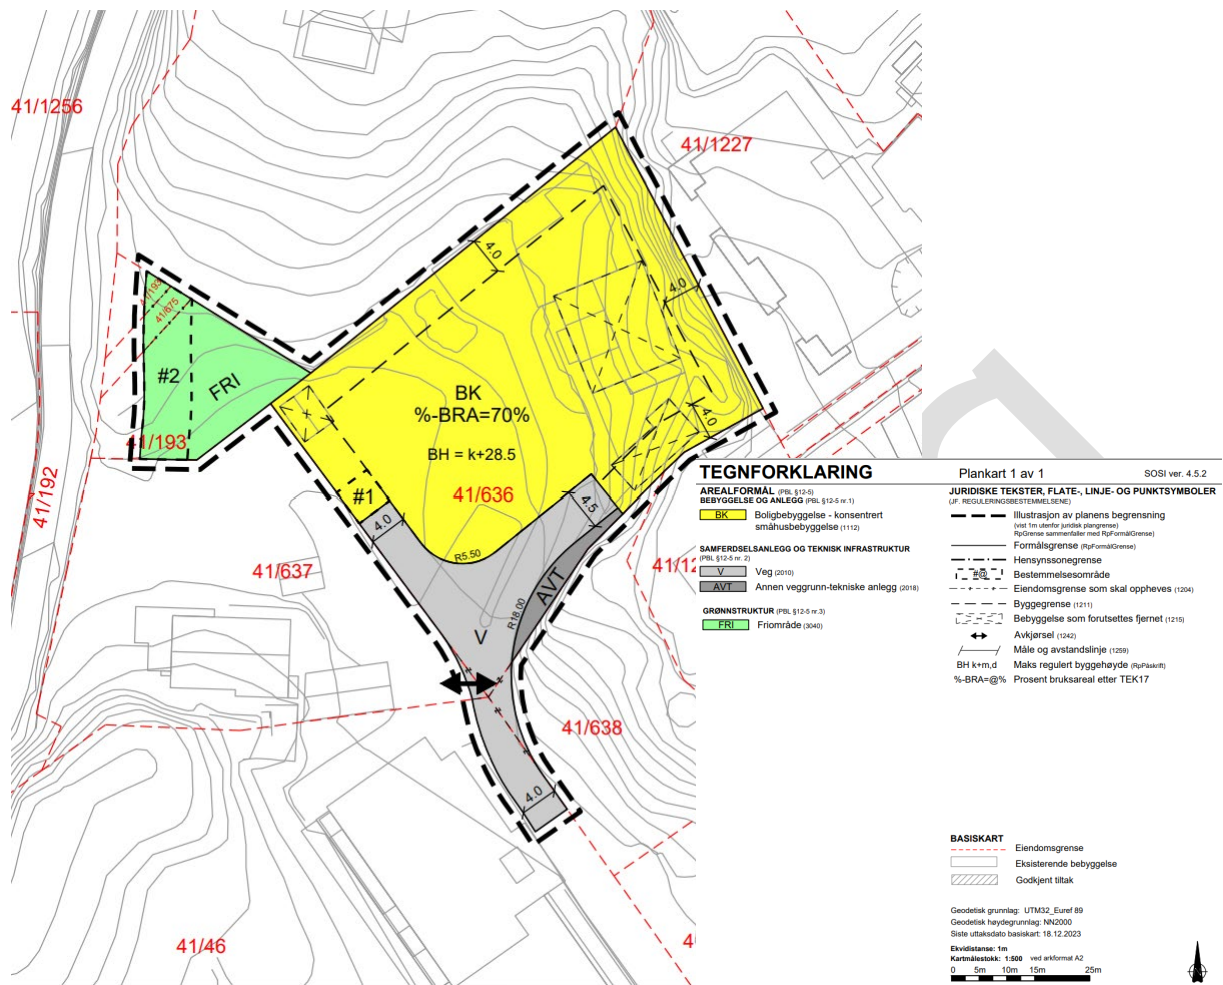 41/1256
41/1227
41/193
41/675
4.0
4.0
#2
FRI
BK
%-BRA=70%
BH = k+28.5
4.0
41/193
41/192
41/636
#1
4.0
4.5
R5.50
41/637
AVT
R18.00
V
41/638
4.0
41/46
TEGNFORKLARING
AREALFORMÅL (PBL §12-5)
BEBYGGELSE OG ANLEGG (PBL §12-5 nr.1)
BK Boligbebyggelse - konsentrert
småhusbebyggelse (1112)
SAMFERDSELSANLEGG OG TEKNISK INFRASTRUKTUR
(PBL §12-5 nr. 2)
V Veg (2010)
AVT Annen veggrunn-tekniske anlegg (2018)
GRØNNSTRUKTUR (PBL §12-5 nr.3)
FRI Friområde (3040)
Plankart 1 av 1
SOSI ver. 4.5.2
JURIDISKE TEKSTER, FLATE-, LINJE- OG PUNKTSYMBOLER
(JF. REGULERINGSBESTEMMELSENE)
Illustrasjon av planens begrensning
(vist 1m utenfor juridisk plangrense)
RpGrense sammenfaller med RpFormålGrense)
Formålsgrense (RpFormålGrense)
Hensynssonegrense
#@ Bestemmelsesområde
Eiendomsgrense som skal oppheves (1204)
Byggegrense (1211)
Bebyggelse som forutsettes fjernet (1215)
Avkjørsel (1242)
Måle og avstandslinje (1259)
BH k+m,d Maks regulert byggehøyde (RpPåskrift)
%-BRA=@% Prosent bruksareal etter TEK17
BASISKART
Eiendomsgrense
Eksisterende bebyggelse
Godkjent tiltak
Geodetisk grunnlag: UTM32_Euref 89
Geodetisk høydegrunnlag: NN2000
Siste uttaksdato basiskart: 18.12.2023
Ekvidistanse: 1m
Kartmålestokk: 1:500 ved arkformat A2
0 5m 10m 15m 25m